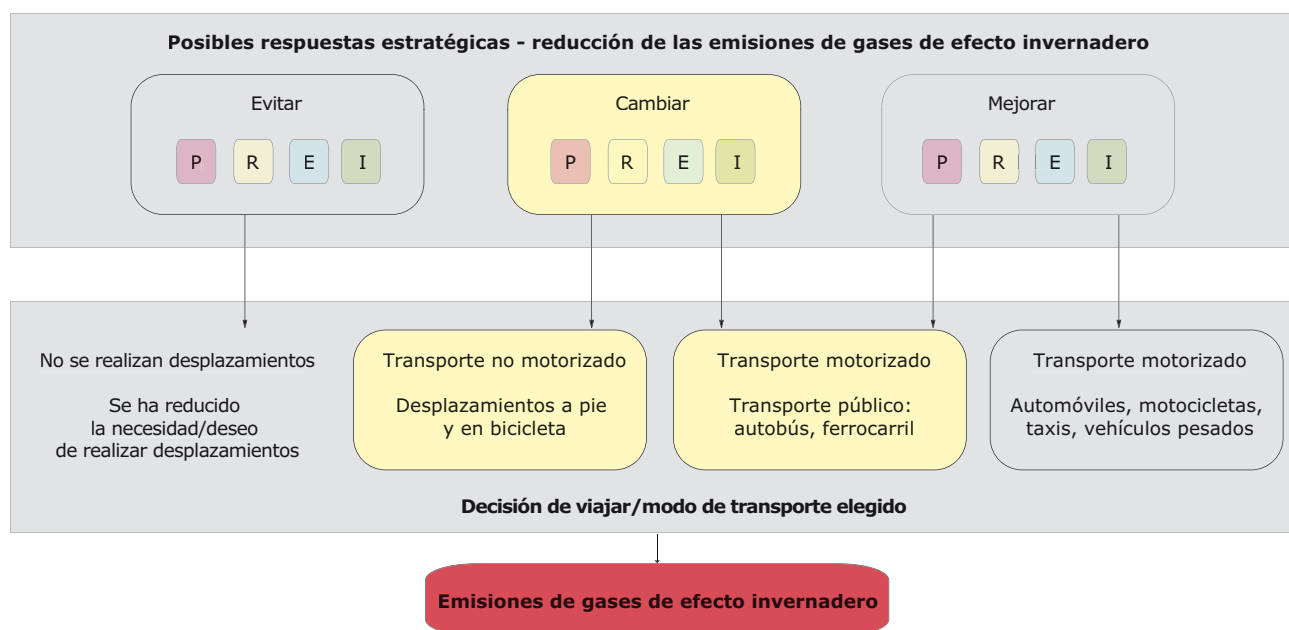 Posibles respuestas estratégicas - reducción de las emisiones de gases de efecto invernadero
Evitar
P R E I
Cambiar
P R E I
Mejorar
P R E I
No se realizan desplazamientos
Se ha reducido
la necesidad/deseo
de realizar desplazamientos
Transporte no motorizado
Desplazamientos a pie
y en bicicleta
Transporte motorizado
Transporte público:
autobús, ferrocarril
Transporte motorizado
Automóviles, motocicletas,
taxis, vehículos pesados
Decisión de viajar/modo de transporte elegido
Emisiones de gases de efecto invernadero